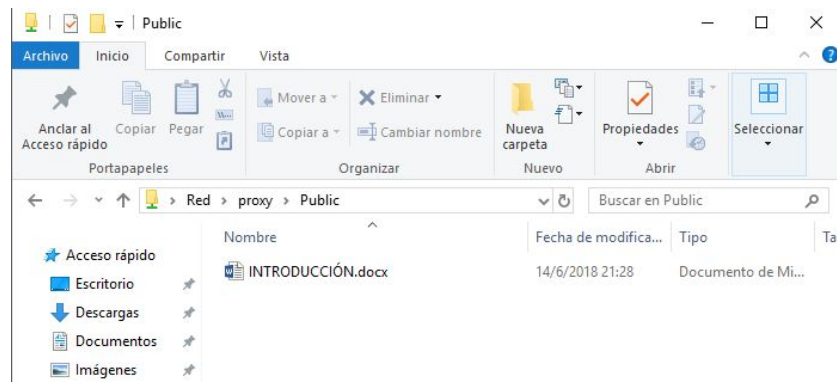 Public
Archivo Inicio Compartir Vista
Anclar al Acceso rápido
Copiar
Pegar
Mover a
Copiar a
Eliminar
Cambiar nombre
Nueva carpeta
Propiedades
Seleccionar
Portapapeles Organizar Nuevo Abrir
Red > proxy > Public
Buscar en Public
Nombre Fecha de modifica... Tipo Ta
Acceso rápido
INTRODUCCIÓN.docx 14/6/2018 21:28 Documento de Mi...
Escritorio
Descargas
Documentos
Imágenes